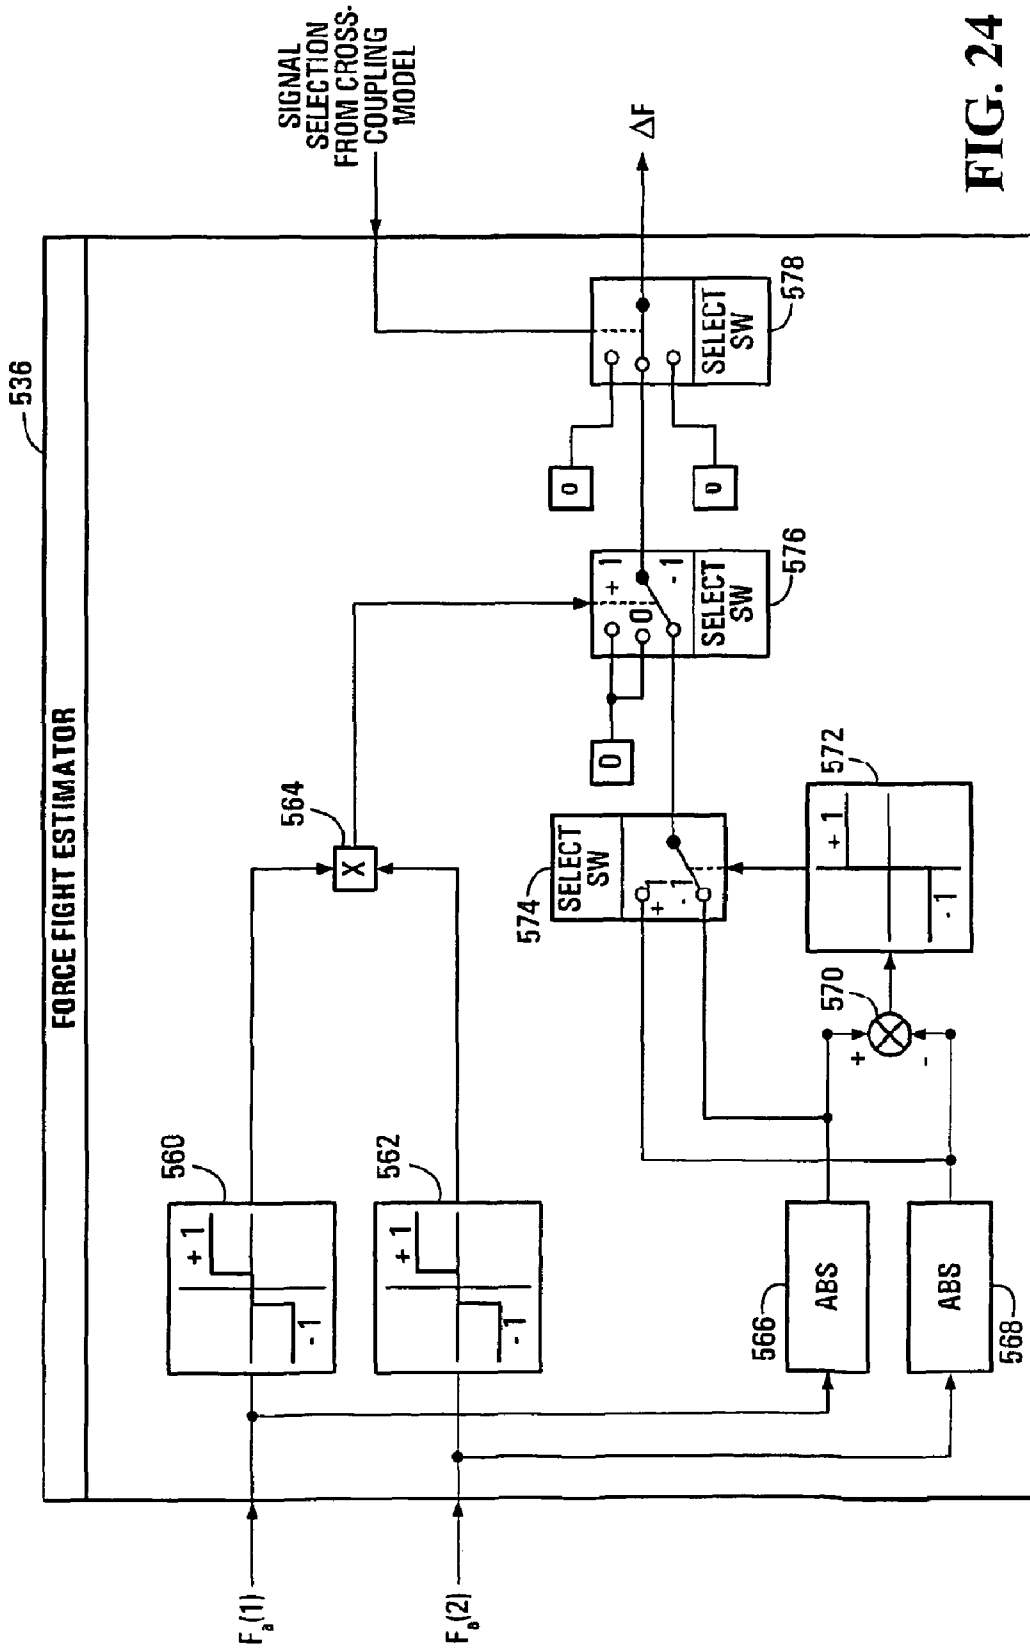 536
FORCE FIGHT ESTIMATOR
SIGNAL
SELECTION
FROM CROSS-
COUPLING
MODEL
Fa(1)
560
+ 1
- 1
564
X
Fa(2)
562
+ 1
- 1
574
SELECT
SW
+ 1
- 1
0
+ 1
0
- 1
SELECT
SW
576
0
0
SELECT
SW
578
ΔF
566
ABS
568
ABS
570
+
-
572
+ 1
- 1
FIG. 24